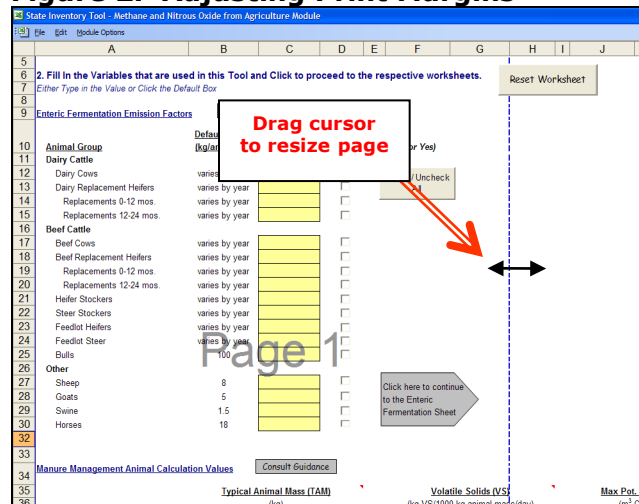 Figure 2. Adjusting Print Margins
State Inventory Tool - Methane and Nitrous Oxide from Agriculture Module
File Edit Module Options
A B C D E F G H I J
5
6 2. Fill In the Variables that are used in this Tool and Click to proceed to the respective worksheets.
Reset Worksheet
7 Either Type in the Value or Click the Default Box
8
9 Enteric Fermentation Emission Factors
Drag cursor
to resize page
10 Animal Group (kg/an or Yes)
11 Dairy Cattle
12 Dairy Cows varies
/ Uncheck
13 Dairy Replacement Heifers varies by year
14 Replacements 0-12 mos. varies by year
15 Replacements 12-24 mos. varies by year
16 Beef Cattle
17 Beef Cows varies by year
18 Beef Replacement Heifers varies by year
19 Replacements 0-12 mos. varies by year
20 Replacements 12-24 mos. varies by year
21 Heifer Stockers varies by year
22 Steer Stockers varies by year
23 Feedlot Heifers varies by year
24 Feedlot Steer varies by year
Page 1
25 Bulls 100
26 Other
27 Sheep 8
28 Goats 5
29 Swine 1.5
30 Horses 18
Click here to continue
to the Enteric
Fermentation Sheet
32
33
34 Manure Management Animal Calculation Values Consult Guidance
35 Typical Animal Mass (TAM) Volatile Solids (VS) Max Pot.
36 (kg) (kg VS/1000 kg animal mass/day) (m³